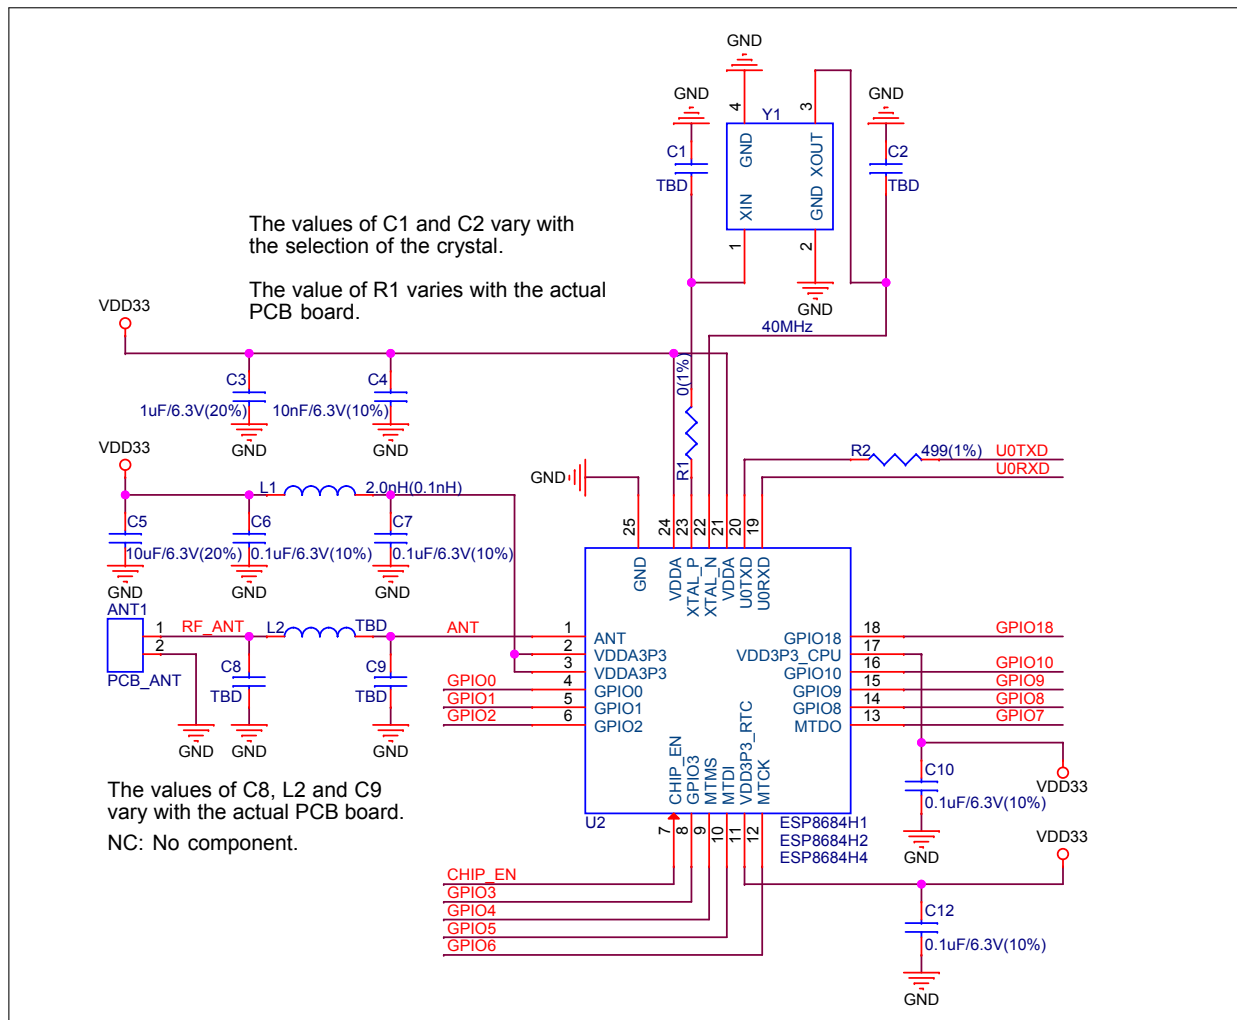 GND
GND
GND
4
3
Y1
C1
TBD
GND
XOUT
XIN
GND
C2
TBD
1
2
GND
The values of C1 and C2 vary with
the selection of the crystal.
The value of R1 varies with the actual
PCB board.
VDD33
40MHz
C3
1uF/6.3V(20%)
GND
C4
10nF/6.3V(10%)
GND
0(1%)
R1
VDD33
R2
499(1%)
U0TXD
U0RXD
GND
L1
2.0nH(0.1nH)
C5
10uF/6.3V(20%)
GND
C6
0.1uF/6.3V(10%)
GND
C7
0.1uF/6.3V(10%)
GND
25
24
23
22
21
20
19
GND
VDDA
XTAL_P
XTAL_N
VDDA
U0TXD
U0RXD
ANT1
1
2
PCB_ANT
RF_ANT
L2
TBD
ANT
C8
TBD
C9
TBD
GND
GND
GND
GPIO0
GPIO1
GPIO2
1
2
3
4
5
6
ANT
VDDA3P3
VDDA3P3
GPIO0
GPIO1
GPIO2
GPIO18
VDD3P3_CPU
GPIO10
GPIO9
GPIO8
MTDO
18
17
16
15
14
13
GPIO18
GPIO10
GPIO9
GPIO8
GPIO7
CHIP_EN
GPIO3
MTMS
MTDI
VDD3P3_RTC
MTCK
The values of C8, L2 and C9
vary with the actual PCB board.
NC: No component.
C10
0.1uF/6.3V(10%)
GND
VDD33
U2
7
8
9
10
11
12
ESP8684H1
ESP8684H2
ESP8684H4
VDD33
CHIP_EN
GPIO3
GPIO4
GPIO5
GPIO6
C12
0.1uF/6.3V(10%)
GND